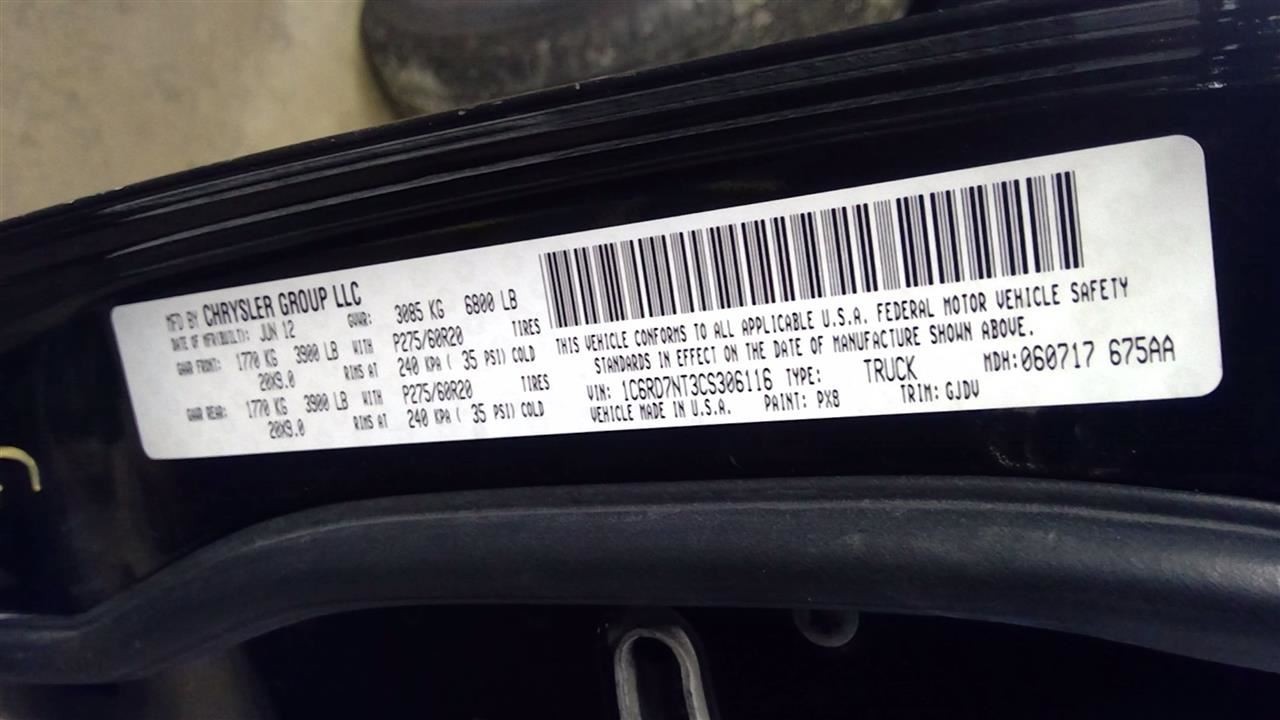 MFD BY CHRYSLER GROUP LLC
DATE OF MFR(BUILT): JUN 12 GVWR: 3085 KG 6800 LB
GAWR FRONT: 1770 KG 3900 LB WITH P275/60R20 TIRES
20X9.0 RIMS AT 240 KPA ( 35 PSI) COLD
GAWR REAR: 1770 KG 3900 LB WITH P275/60R20 TIRES
20X9.0 RIMS AT 240 KPA ( 35 PSI) COLD
THIS VEHICLE CONFORMS TO ALL APPLICABLE U.S.A. FEDERAL MOTOR VEHICLE SAFETY
STANDARDS IN EFFECT ON THE DATE OF MANUFACTURE SHOWN ABOVE.
VIN: 1C6RD7NT3CS306116 TYPE: TRUCK MDH:060717 675AA
VEHICLE MADE IN U.S.A. PAINT: PX8 TRIM: GJDV